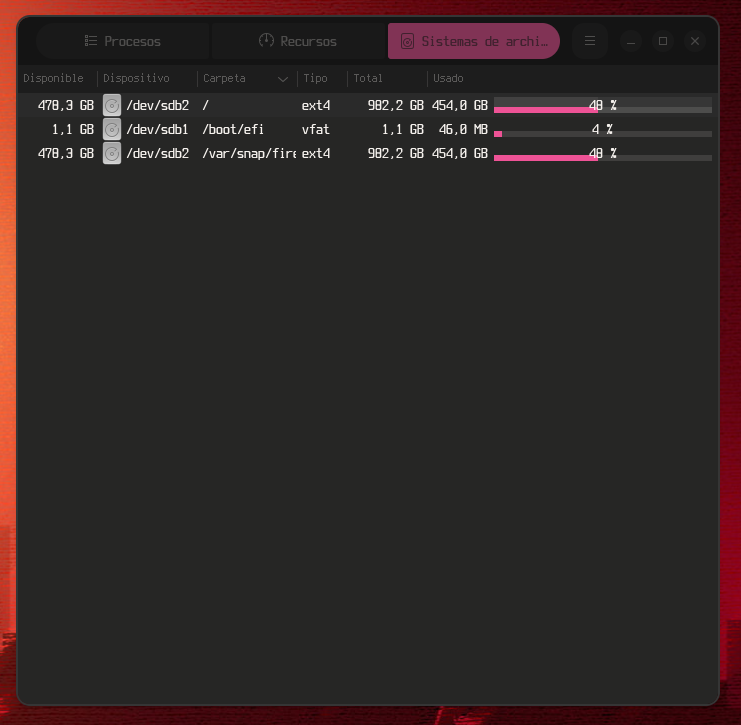 Procesos Recursos Sistemas de archi…
Disponible Dispositivo Carpeta Tipo Total Usado
478,3 GB /dev/sdb2 / ext4 982,2 GB 454,0 GB 48 %
1,1 GB /dev/sdb1 /boot/efi vfat 1,1 GB 46,0 MB 4 %
478,3 GB /dev/sdb2 /var/snap/fire ext4 982,2 GB 454,0 GB 48 %